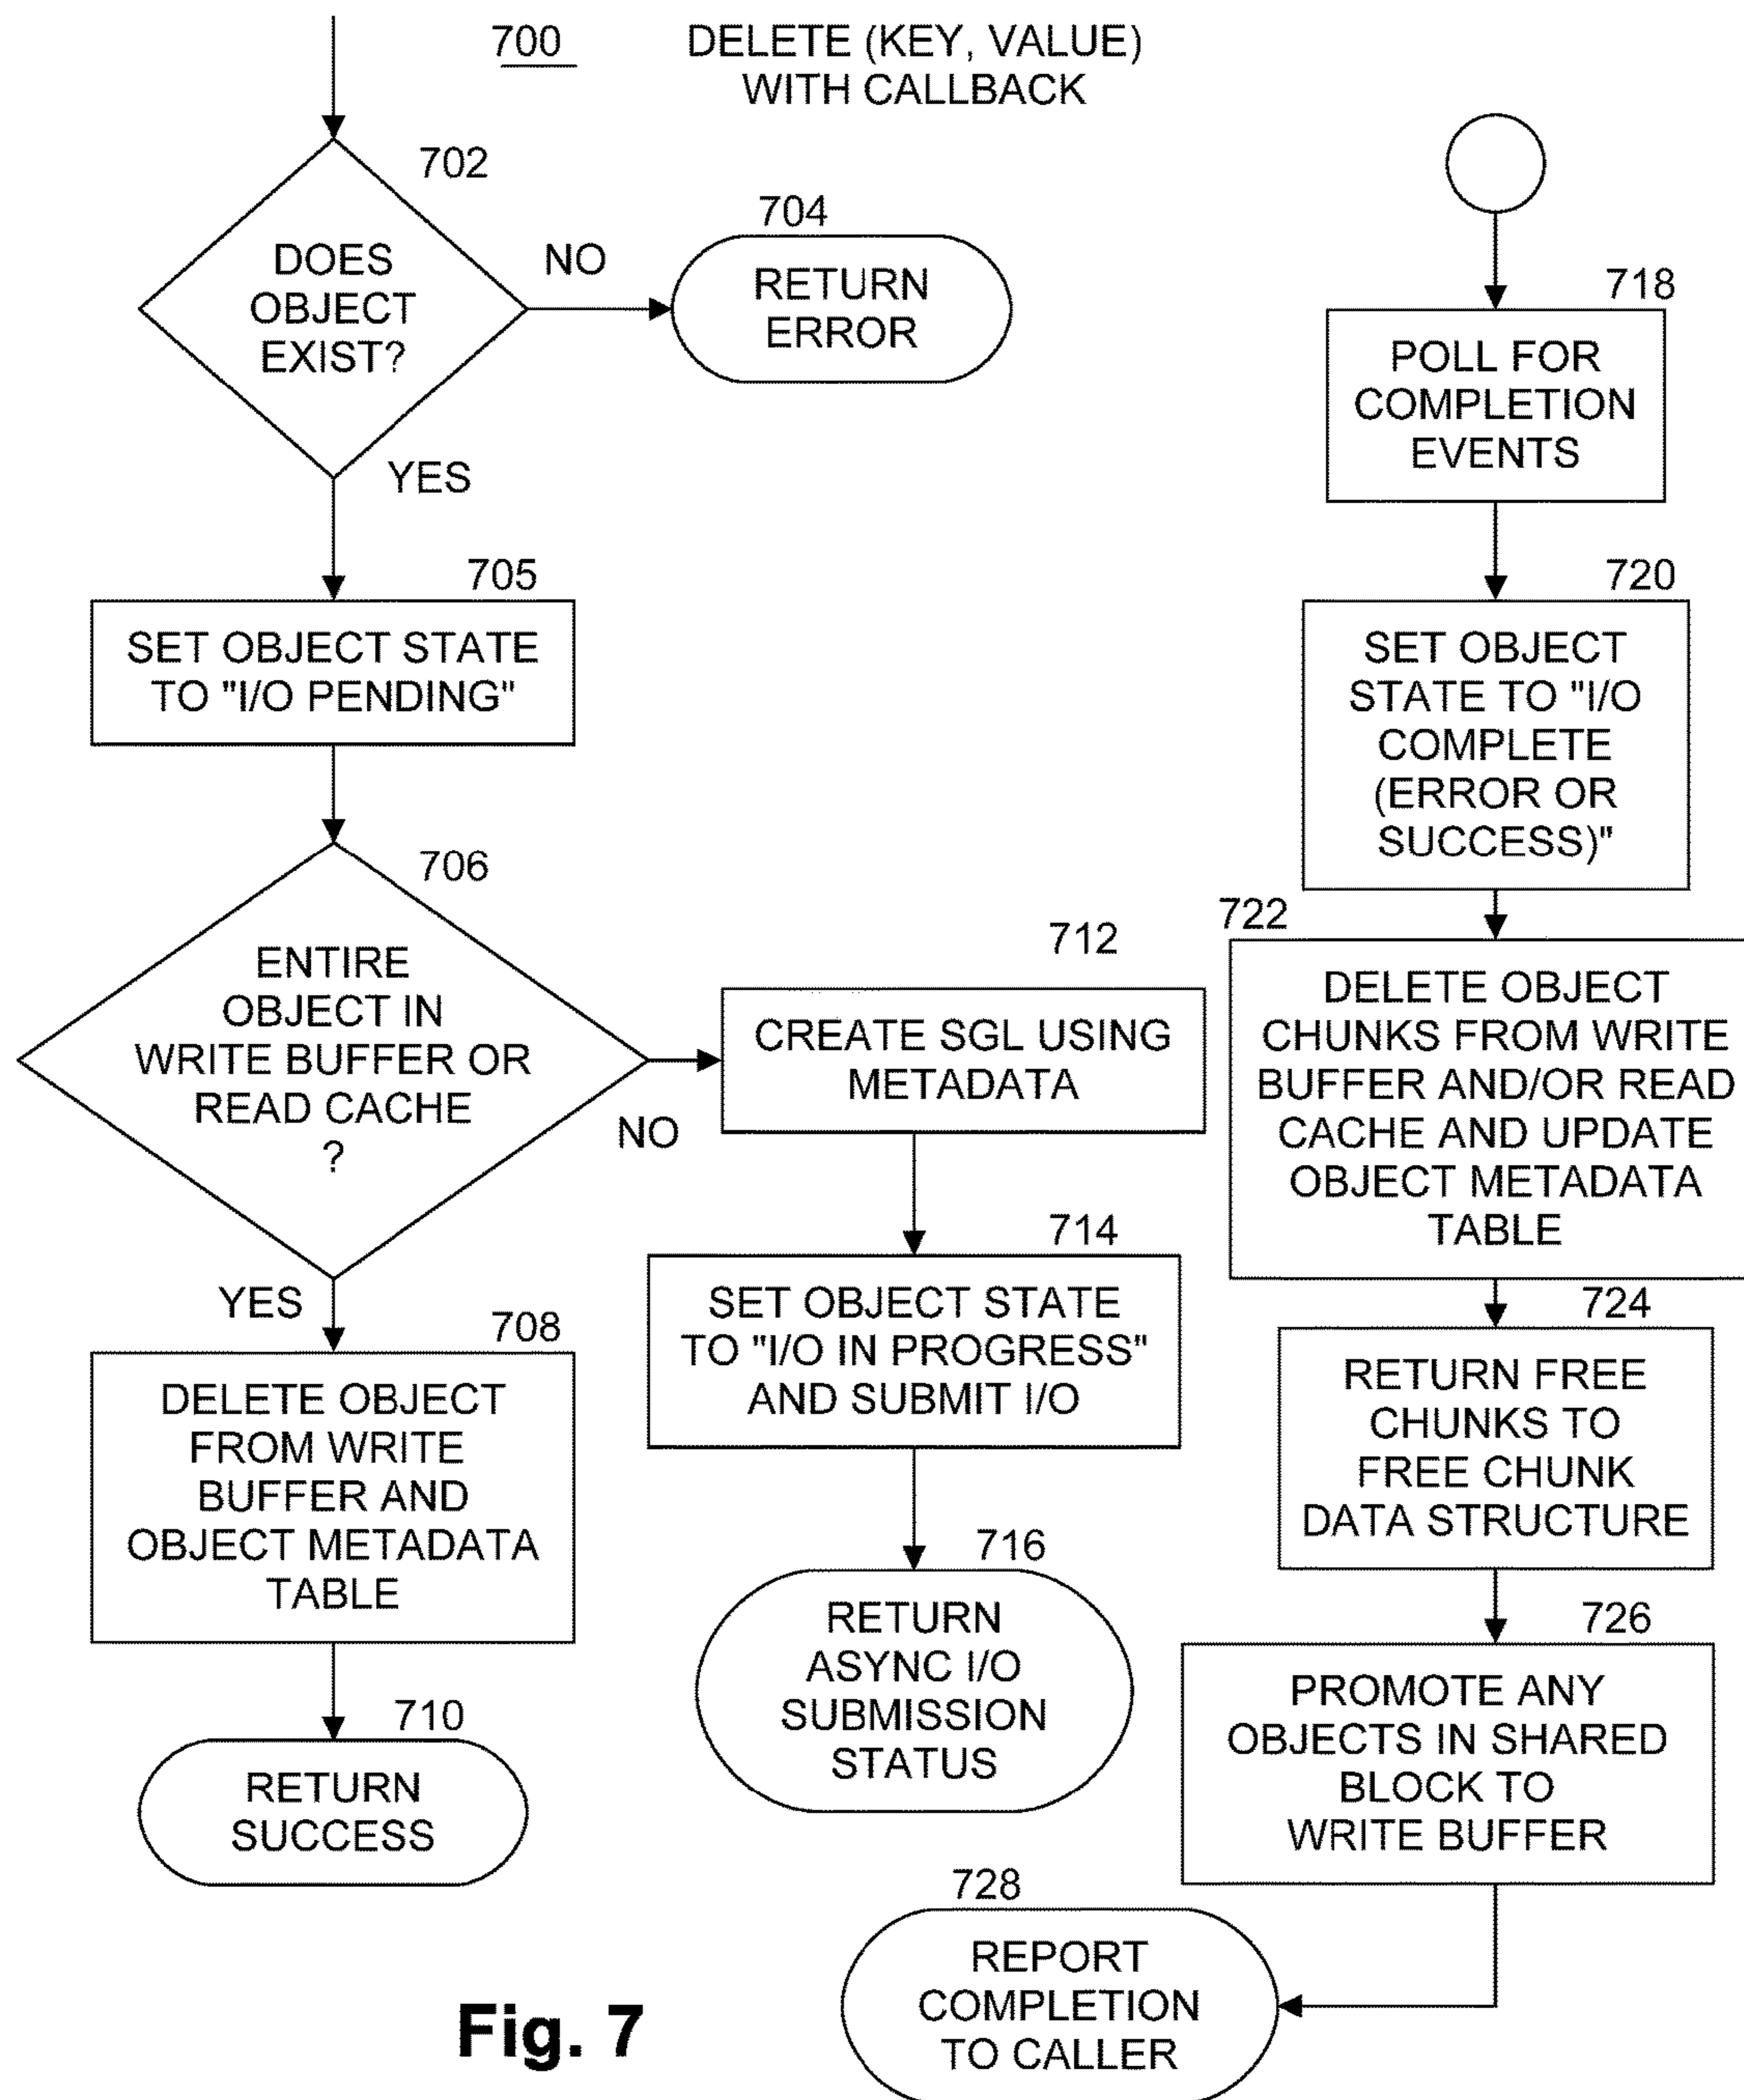 700
DELETE (KEY, VALUE)
WITH CALLBACK
702
DOES
OBJECT
EXIST?
NO
704
RETURN
ERROR
YES
705
SET OBJECT STATE
TO "I/O PENDING"
706
ENTIRE
OBJECT IN
WRITE BUFFER OR
READ CACHE
?
YES
708
DELETE OBJECT
FROM WRITE
BUFFER AND
OBJECT METADATA
TABLE
710
RETURN
SUCCESS
NO
712
CREATE SGL USING
METADATA
714
SET OBJECT STATE
TO "I/O IN PROGRESS"
AND SUBMIT I/O
716
RETURN
ASYNC I/O
SUBMISSION
STATUS
718
POLL FOR
COMPLETION
EVENTS
720
SET OBJECT
STATE TO "I/O
COMPLETE
(ERROR OR
SUCCESS)"
722
DELETE OBJECT
CHUNKS FROM WRITE
BUFFER AND/OR READ
CACHE AND UPDATE
OBJECT METADATA
TABLE
724
RETURN FREE
CHUNKS TO
FREE CHUNK
DATA STRUCTURE
726
PROMOTE ANY
OBJECTS IN SHARED
BLOCK TO
WRITE BUFFER
728
REPORT
COMPLETION
TO CALLER
Fig. 7